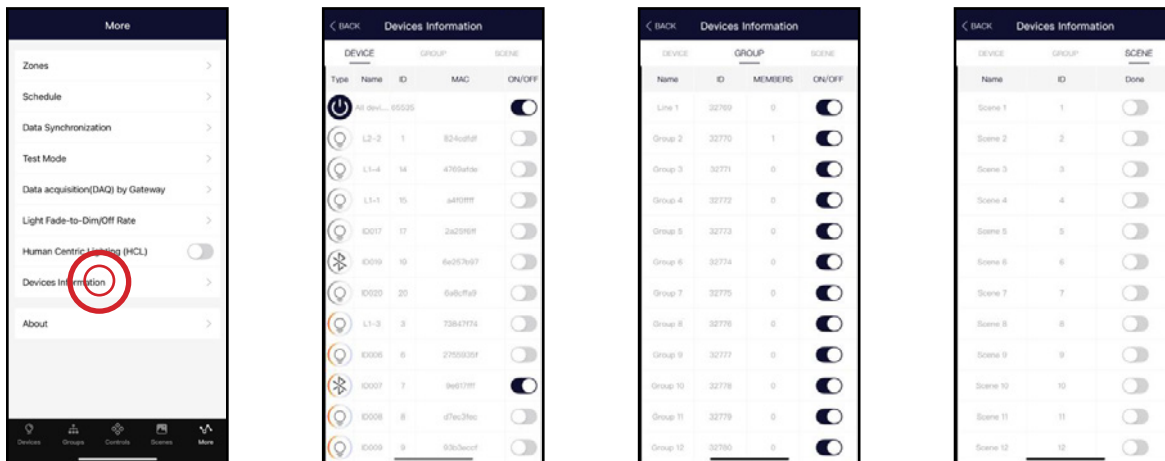 More
Zones
Schedule
Data Synchronization
Test Mode
Data acquisition(DAQ) by Gateway
Light Fade-to-Dim/Off Rate
Human Centric Lighting (HCL)
Devices Information
About
Devices Groups Controls Scenes More
< BACK Devices Information
DEVICE GROUP SCENE
Type Name ID MAC ON/OFF
All devi... 65535
L2-2 1
L1-4 14
L1-1 15
ID017 17
ID019 19
ID020 20
L1-3 3 73847f74
ID006 6
ID007 7
ID008 8 d7ec3fec
ID009 9
< BACK Devices Information
DEVICE GROUP SCENE
Name ID MEMBERS ON/OFF
Line 1 32769 0
Group 2 32770 1
Group 3 32771 0
Group 4 32772 0
Group 5 32773 0
Group 6 32774 0
Group 7 32775 0
Group 8 32776 0
Group 9 32777 0
Group 10 32778 0
Group 11 32779 0
Group 12 32780 0
< BACK Devices Information
DEVICE GROUP SCENE
Name ID Done
Scene 1 1
Scene 2 2
Scene 3 3
Scene 4 4
Scene 5 5
Scene 6 6
Scene 7 7
Scene 8 8
Scene 9 9
Scene 10 10
Scene 11 11
Scene 12 12